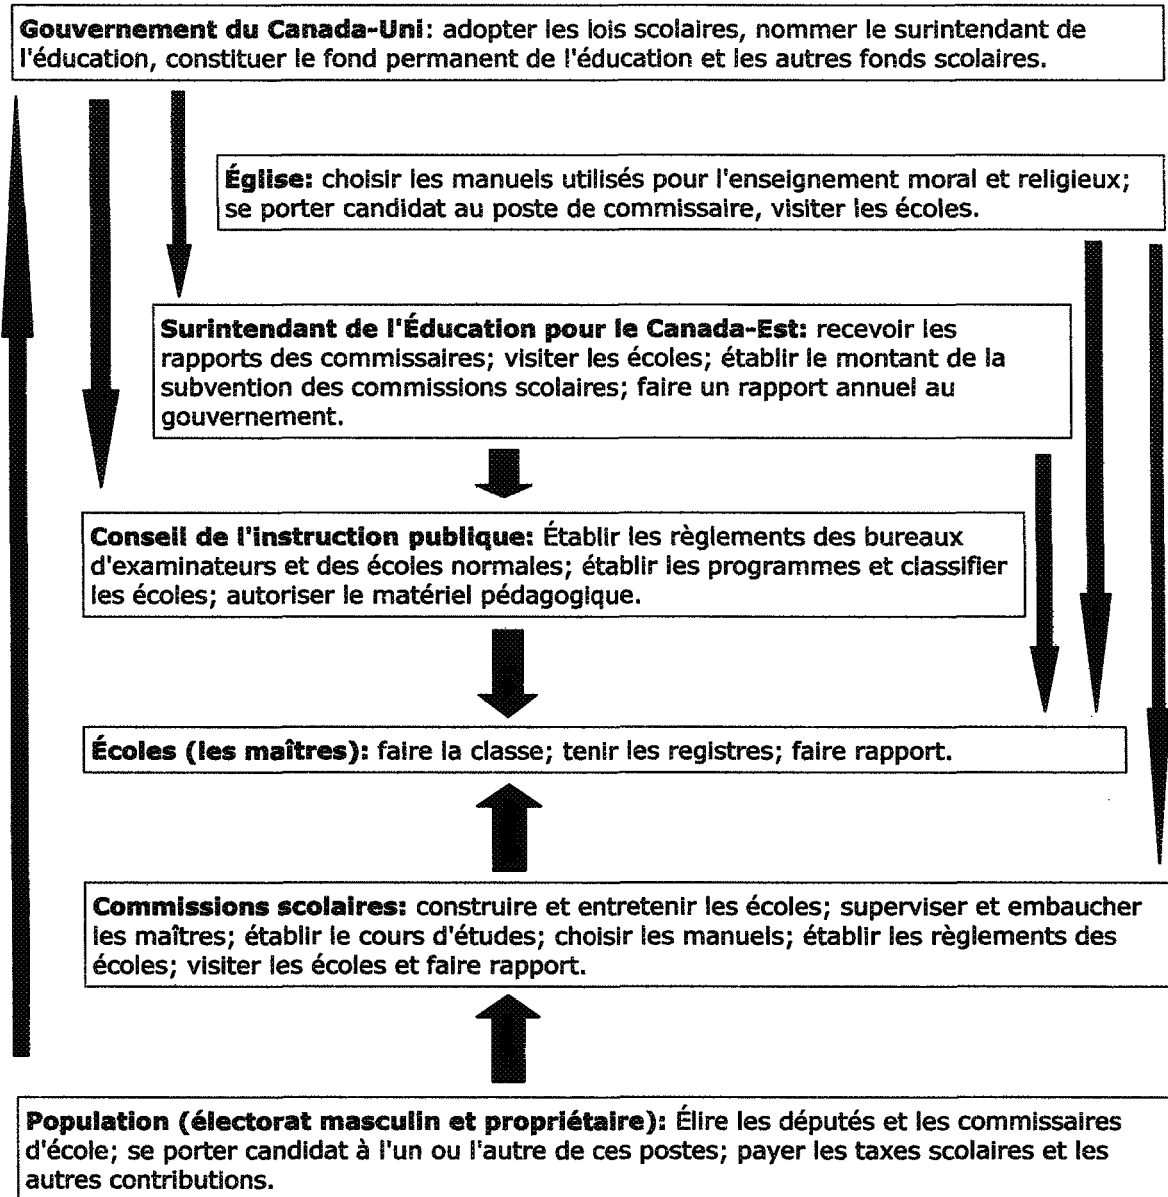 Gouvernement du Canada-Uni: adopter les lois scolaires, nommer le surintendant de
l'éducation, constituer le fond permanent de l'éducation et les autres fonds scolaires.
Église: choisir les manuels utilisés pour l'enseignement moral et religieux;
se porter candidat au poste de commissaire, visiter les écoles.
Surintendant de l'Éducation pour le Canada-Est: recevoir les
rapports des commissaires; visiter les écoles; établir le montant de la
subvention des commissions scolaires; faire un rapport annuel au
gouvernement.
Conseil de l'instruction publique: Établir les règlements des bureaux
d'examinateurs et des écoles normales; établir les programmes et classifier
les écoles; autoriser le matériel pédagogique.
Écoles (les maîtres): faire la classe; tenir les registres; faire rapport.
Commissions scolaires: construire et entretenir les écoles; superviser et embaucher
les maîtres; établir le cours d'études; choisir les manuels; établir les règlements des
écoles; visiter les écoles et faire rapport.
Population (électorat masculin et propriétaire): Élire les députés et les commissaires
d'école; se porter candidat à l'un ou l'autre de ces postes; payer les taxes scolaires et les
autres contributions.